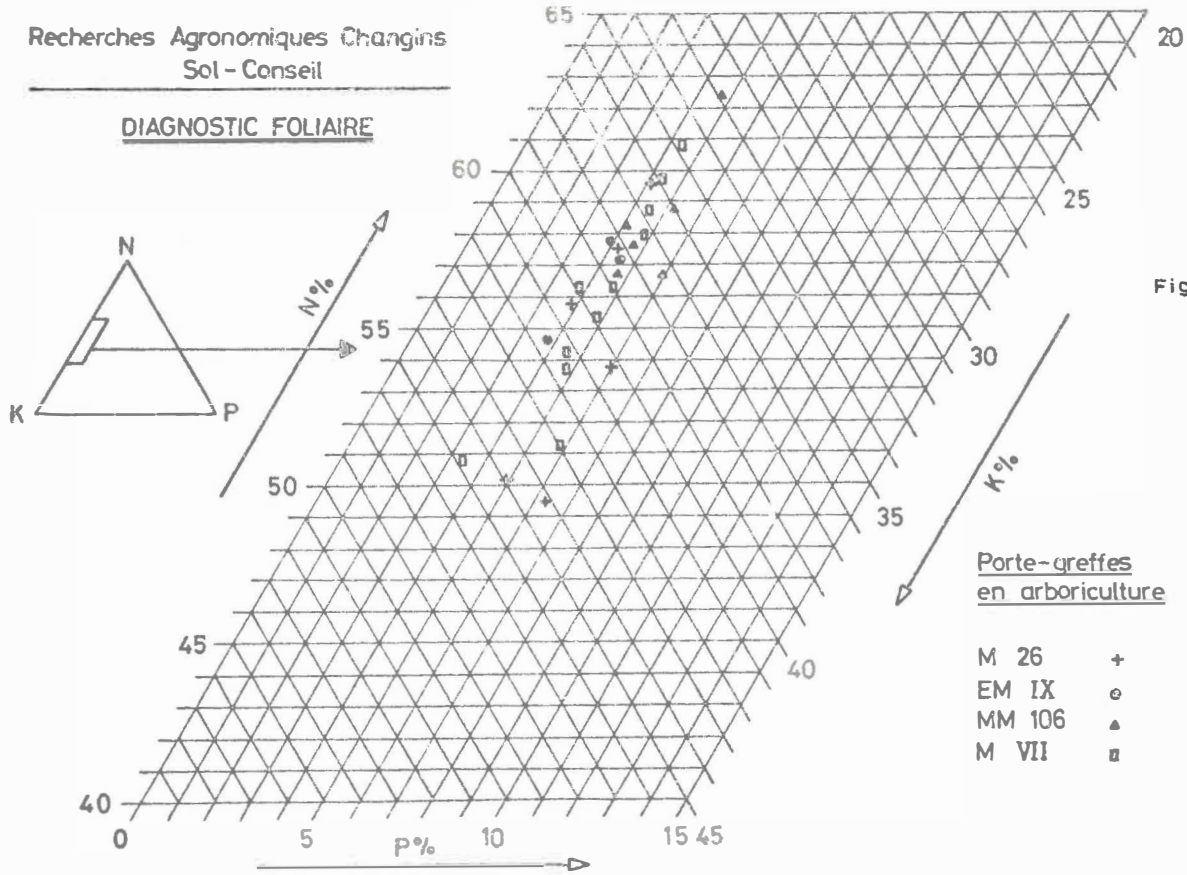 Recherches Agronomiques Changins
Sol-Conseil
DIAGNOSTIC FOLIAIRE
N
K
P
N%
65
60
55
50
45
40
0
5
10
15
45
P%
20
25
30
35
40
K%
Fig
Porte-greffes
en arboriculture
M 26
EM IX
MM 106
M VII